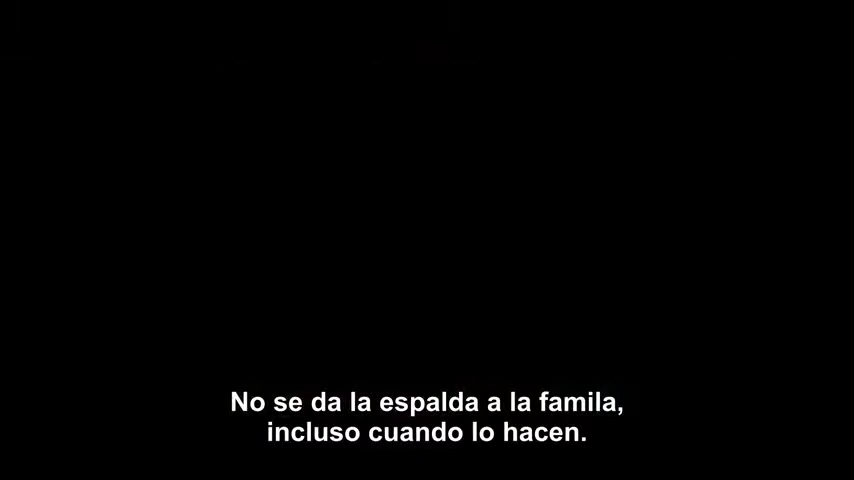 No se da la espalda a la famila,
incluso cuando lo hacen.